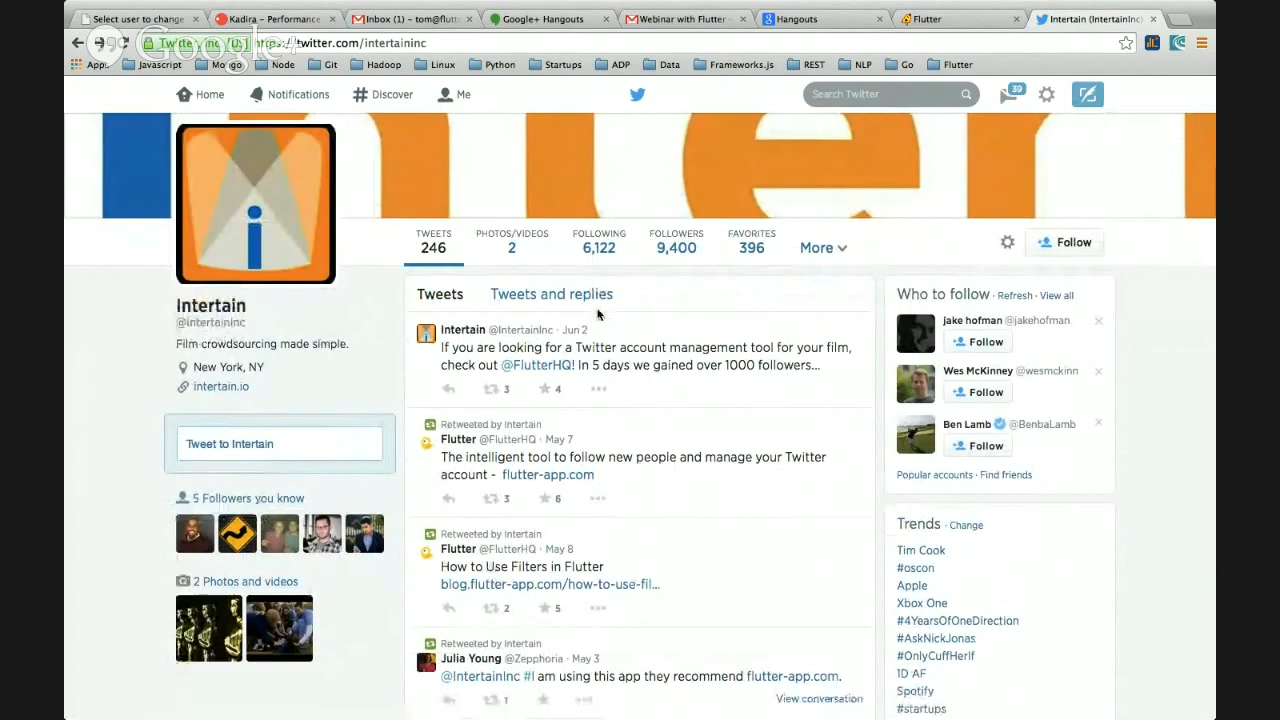 Select user to change
Kadira - Performance
Inbox (1) - tom@flutt
Google+ Hangouts
Webinar with Flutter -
Hangouts
Flutter
Intertain (IntertainInc)
Google+
Twitter, Inc. [US] https://twitter.com/intertaininc
Apps Javascript Mongo Node Git Hadoop Linux Python Startups ADP Data Frameworks.js REST NLP Go Flutter
Home Notifications Discover Me Search Twitter 39
inter
TWEETS PHOTOS/VIDEOS FOLLOWING FOLLOWERS FAVORITES
246 2 6,122 9,400 396 More Follow
Intertain
@IntertainInc
Film crowdsourcing made simple.
New York, NY
intertain.io
Tweet to Intertain
5 Followers you know
2 Photos and videos
Tweets Tweets and replies
Intertain @IntertainInc · Jun 2
If you are looking for a Twitter account management tool for your film,
check out @FlutterHQ! In 5 days we gained over 1000 followers...
3 4
Retweeted by Intertain
Flutter @FlutterHQ · May 7
The intelligent tool to follow new people and manage your Twitter
account - flutter-app.com
3 6
Retweeted by Intertain
Flutter @FlutterHQ · May 8
How to Use Filters in Flutter
blog.flutter-app.com/how-to-use-fil...
2 5
Retweeted by Intertain
Julia Young @Zepphoria · May 3
@IntertainInc #I am using this app they recommend flutter-app.com.
1
View conversation
Who to follow · Refresh · View all
jake hofman @jakehofman
Follow
Wes McKinney @wesmckinn
Follow
Ben Lamb @BenbaLamb
Follow
Popular accounts · Find friends
Trends · Change
Tim Cook
#oscon
Apple
Xbox One
#4YearsOfOneDirection
#AskNickJonas
#OnlyCuffHerIf
1D AF
Spotify
#startups